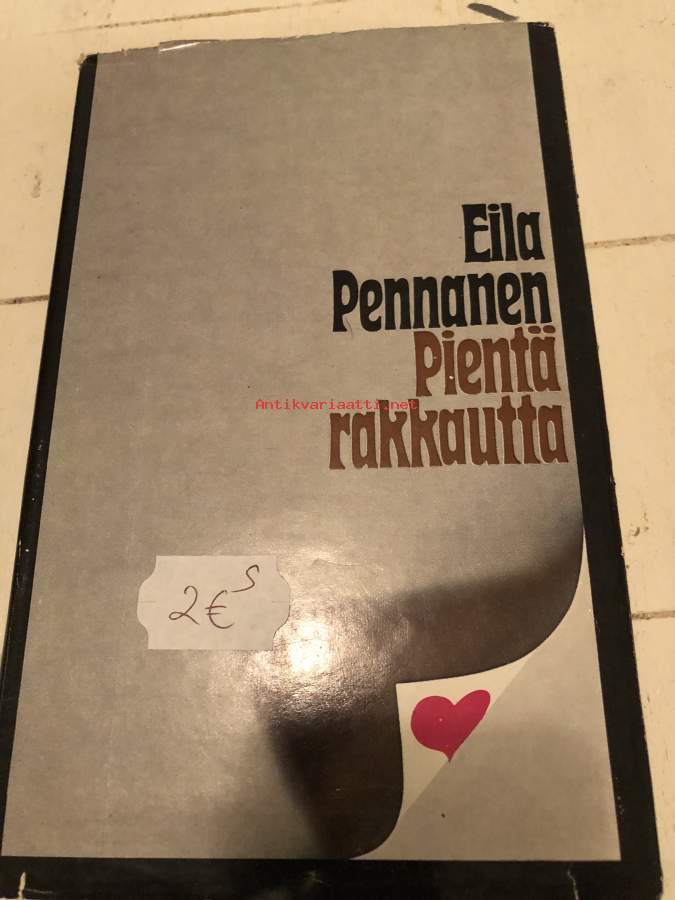 Eila
Pennanen
Pientä
Antikvariaatti.net
rakkautta
2€ S